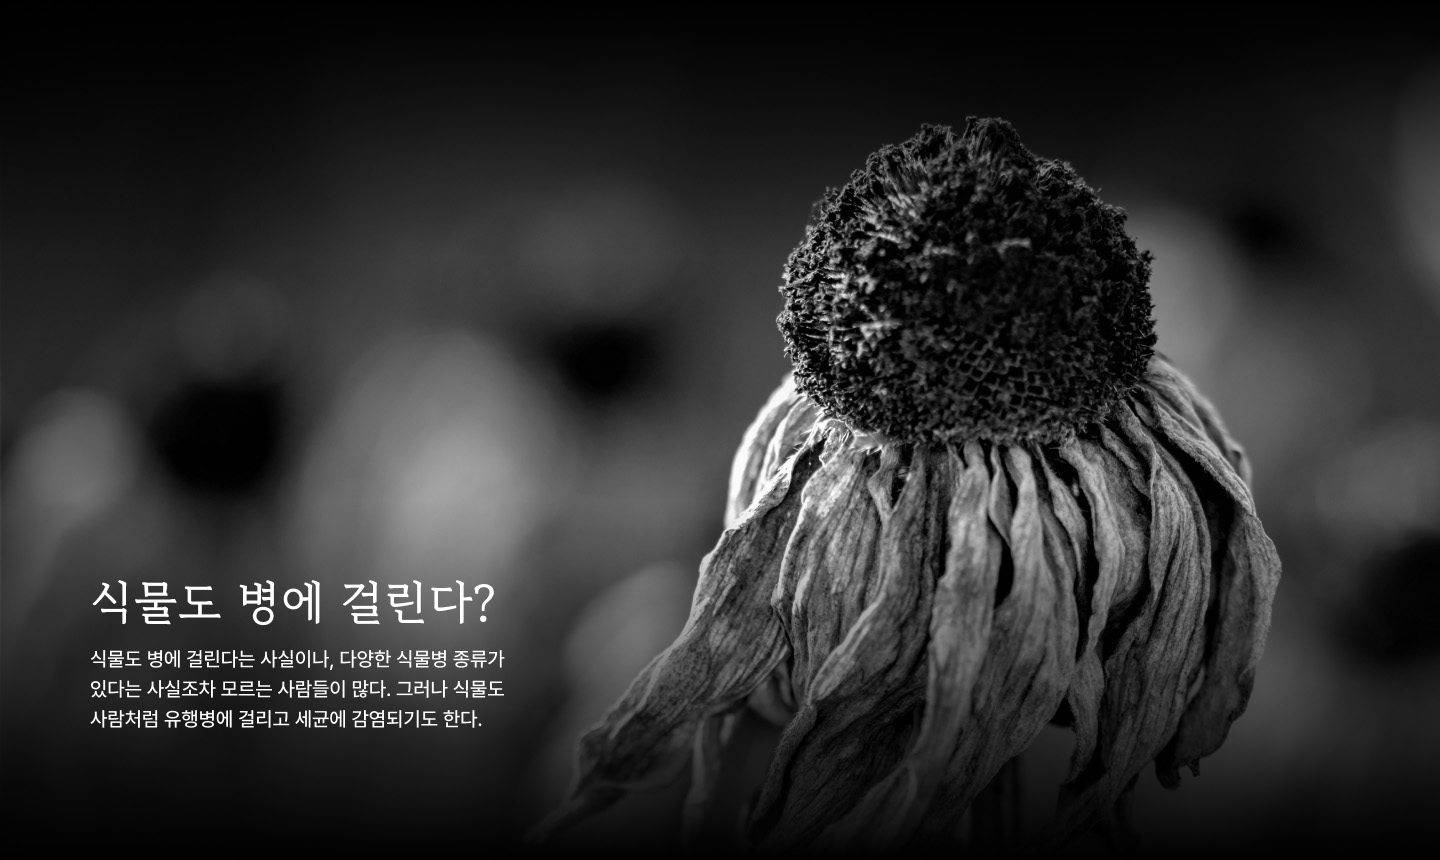 식물도 병에 걸린다?
식물도 병에 걸린다는 사실이나, 다양한 식물병 종류가
있다는 사실조차 모르는 사람들이 많다. 그러나 식물도
사람처럼 유행병에 걸리고 세균에 감염되기도 한다.